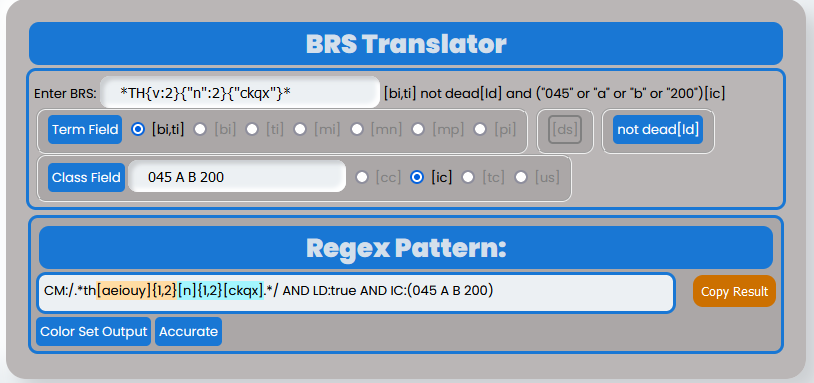 BRS Translator
Enter BRS: *TH{v:2}{"n":2}{"ckqx"}* [bi,ti] not dead[ld] and ("045" or "a" or "b" or "200")[ic]
Term Field [bi,ti] [bi] [ti] [mi] [mn] [mp] [pi] [ds] not dead[ld]
Class Field 045 A B 200 [cc] [ic] [tc] [us]
Regex Pattern:
CM:/.*th[aeiouy]{1,2}[n]{1,2}[ckqx].*/ AND LD:true AND IC:(045 A B 200) Copy Result
Color Set Output Accurate